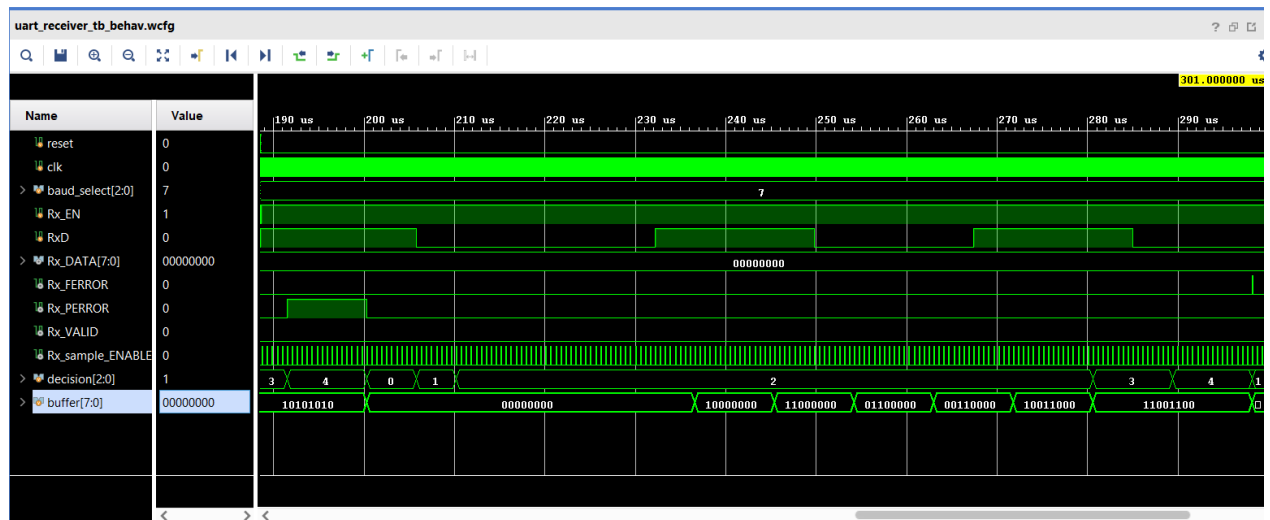 uart_receiver_tb_behav.wcfg
301.000000 us
Name Value
190 us 200 us 210 us 220 us 230 us 240 us 250 us 260 us 270 us 280 us 290 us
reset 0
clk 0
baud_select[2:0] 7 7
Rx_EN 1
RxD 0
Rx_DATA[7:0] 00000000 00000000
Rx_FERROR 0
Rx_PERROR 0
Rx_VALID 0
Rx_sample_ENABLE 0
decision[2:0] 1 3 4 0 1 2 3 4 1
buffer[7:0] 00000000 10101010 00000000 10000000 11000000 01100000 00110000 10011000 11001100